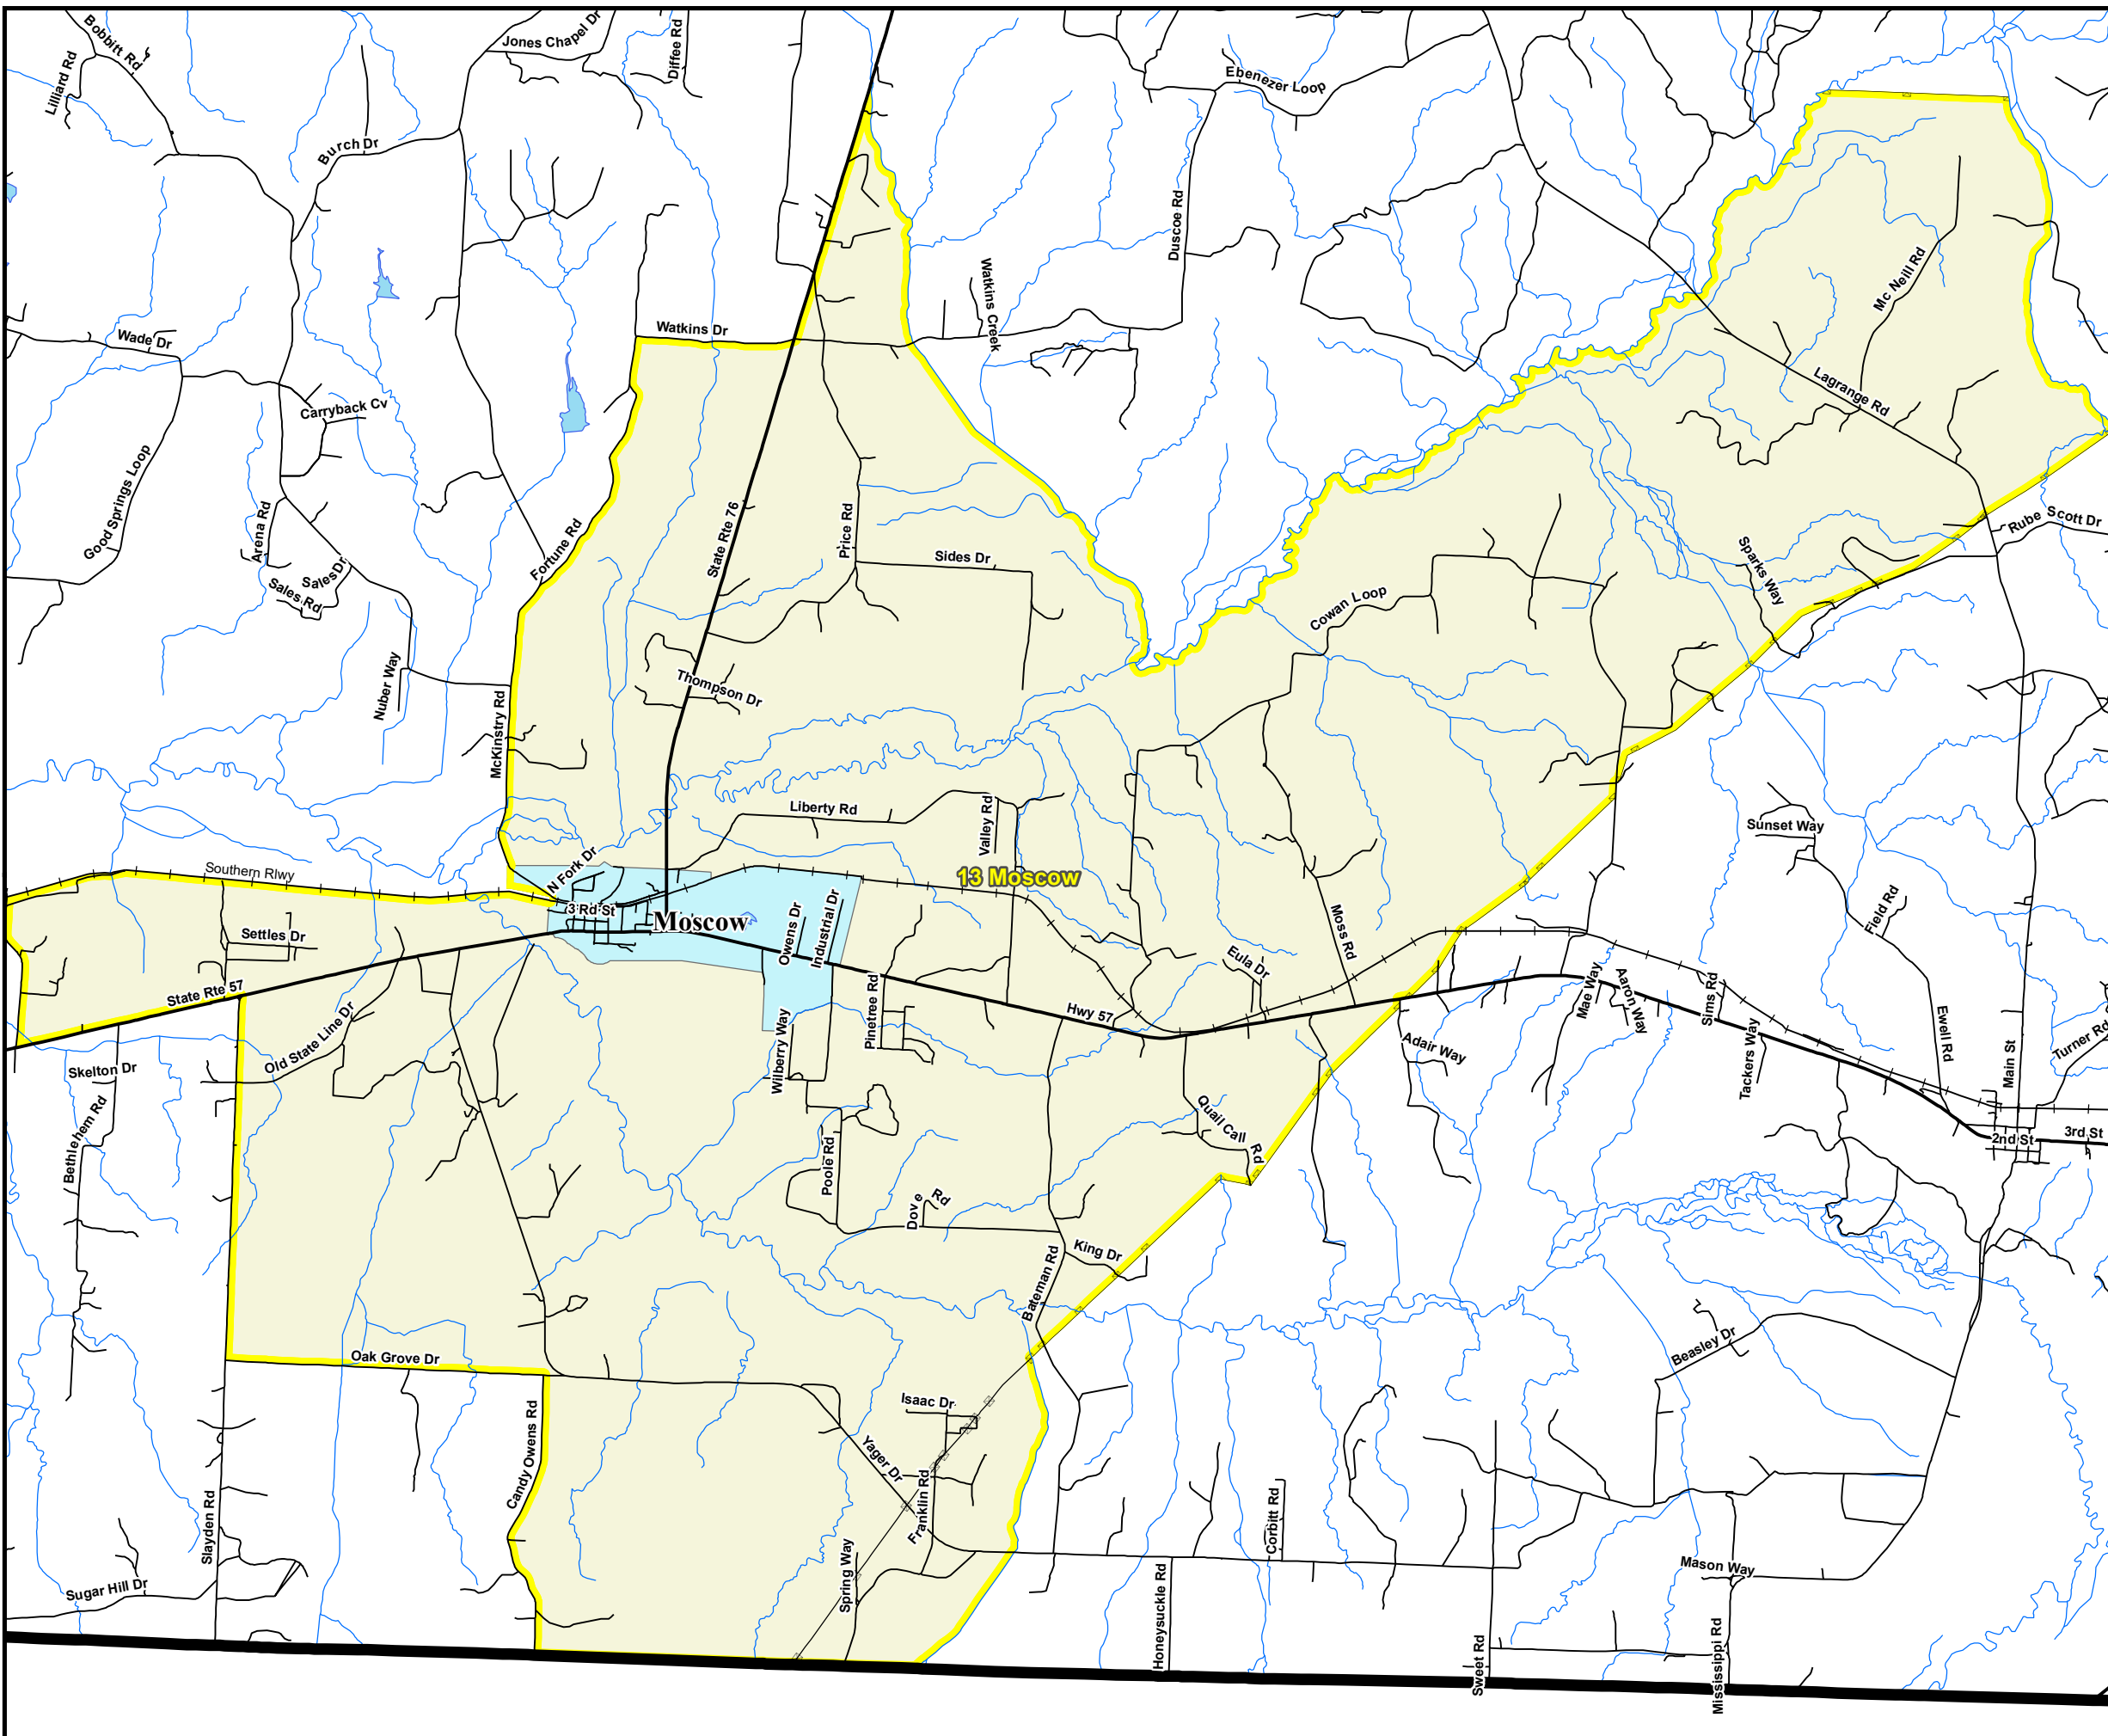 Bobbitt Rd
Jones Chapel Dr
Diffee Rd
Lilliard Rd
Ebenezer Loop
Burch Dr
Duscoe Rd
Mc Neill Rd
Watkins Creek
Watkins Dr
Wade Dr
Lagrange Rd
Carryback Cv
Good Springs Loop
Arena Rd
State Rte 76
Price Rd
Fortune Rd
Rube Scott Dr
Sides Dr
Sparks Way
Sales Dr
Sales Rd
Cowan Loop
Nuber Way
Thompson Dr
McKinstry Rd
Liberty Rd
Valley Rd
Sunset Way
Southern Rlwy
N Fork Dr
13 Moscow
3 Rd St
Moscow
Owens Dr
Industrial Dr
Moss Rd
Field Rd
Settles Dr
Eula Dr
State Rte 57
Mae Way
Aaron Way
Sims Rd
Old State Line Dr
Pinetree Rd
Hwy 57
Ewell Rd
Turner Rd
Skelton Dr
Wilberry Way
Adair Way
Tackers Way
Main St
Bethlehem Rd
Quail Call Rd
2nd St
3rd St
Poole Rd
Dove Rd
King Dr
Bateman Rd
Beasley Dr
Oak Grove Dr
Isaac Dr
Candy Owens Rd
Yager Dr
Franklin Rd
Slayden Rd
Corbitt Rd
Spring Way
Sugar Hill Dr
Mason Way
Honeysuckle Rd
Sweet Rd
Mississippi Rd